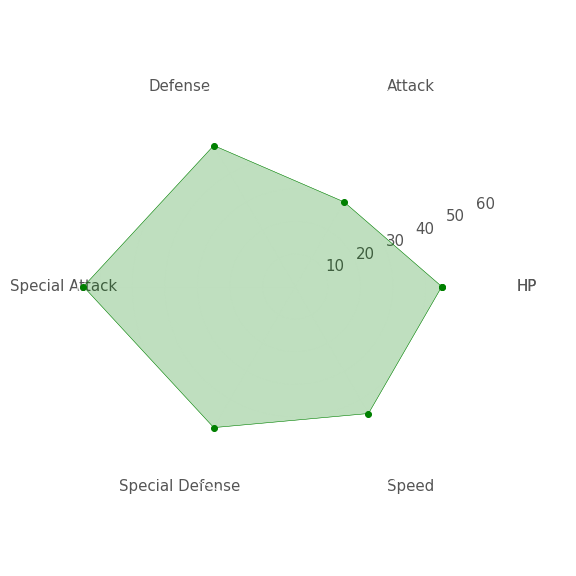 Defense
Attack
60
50
40
30
20
10
Special Attack
HP
Special Defense
Speed